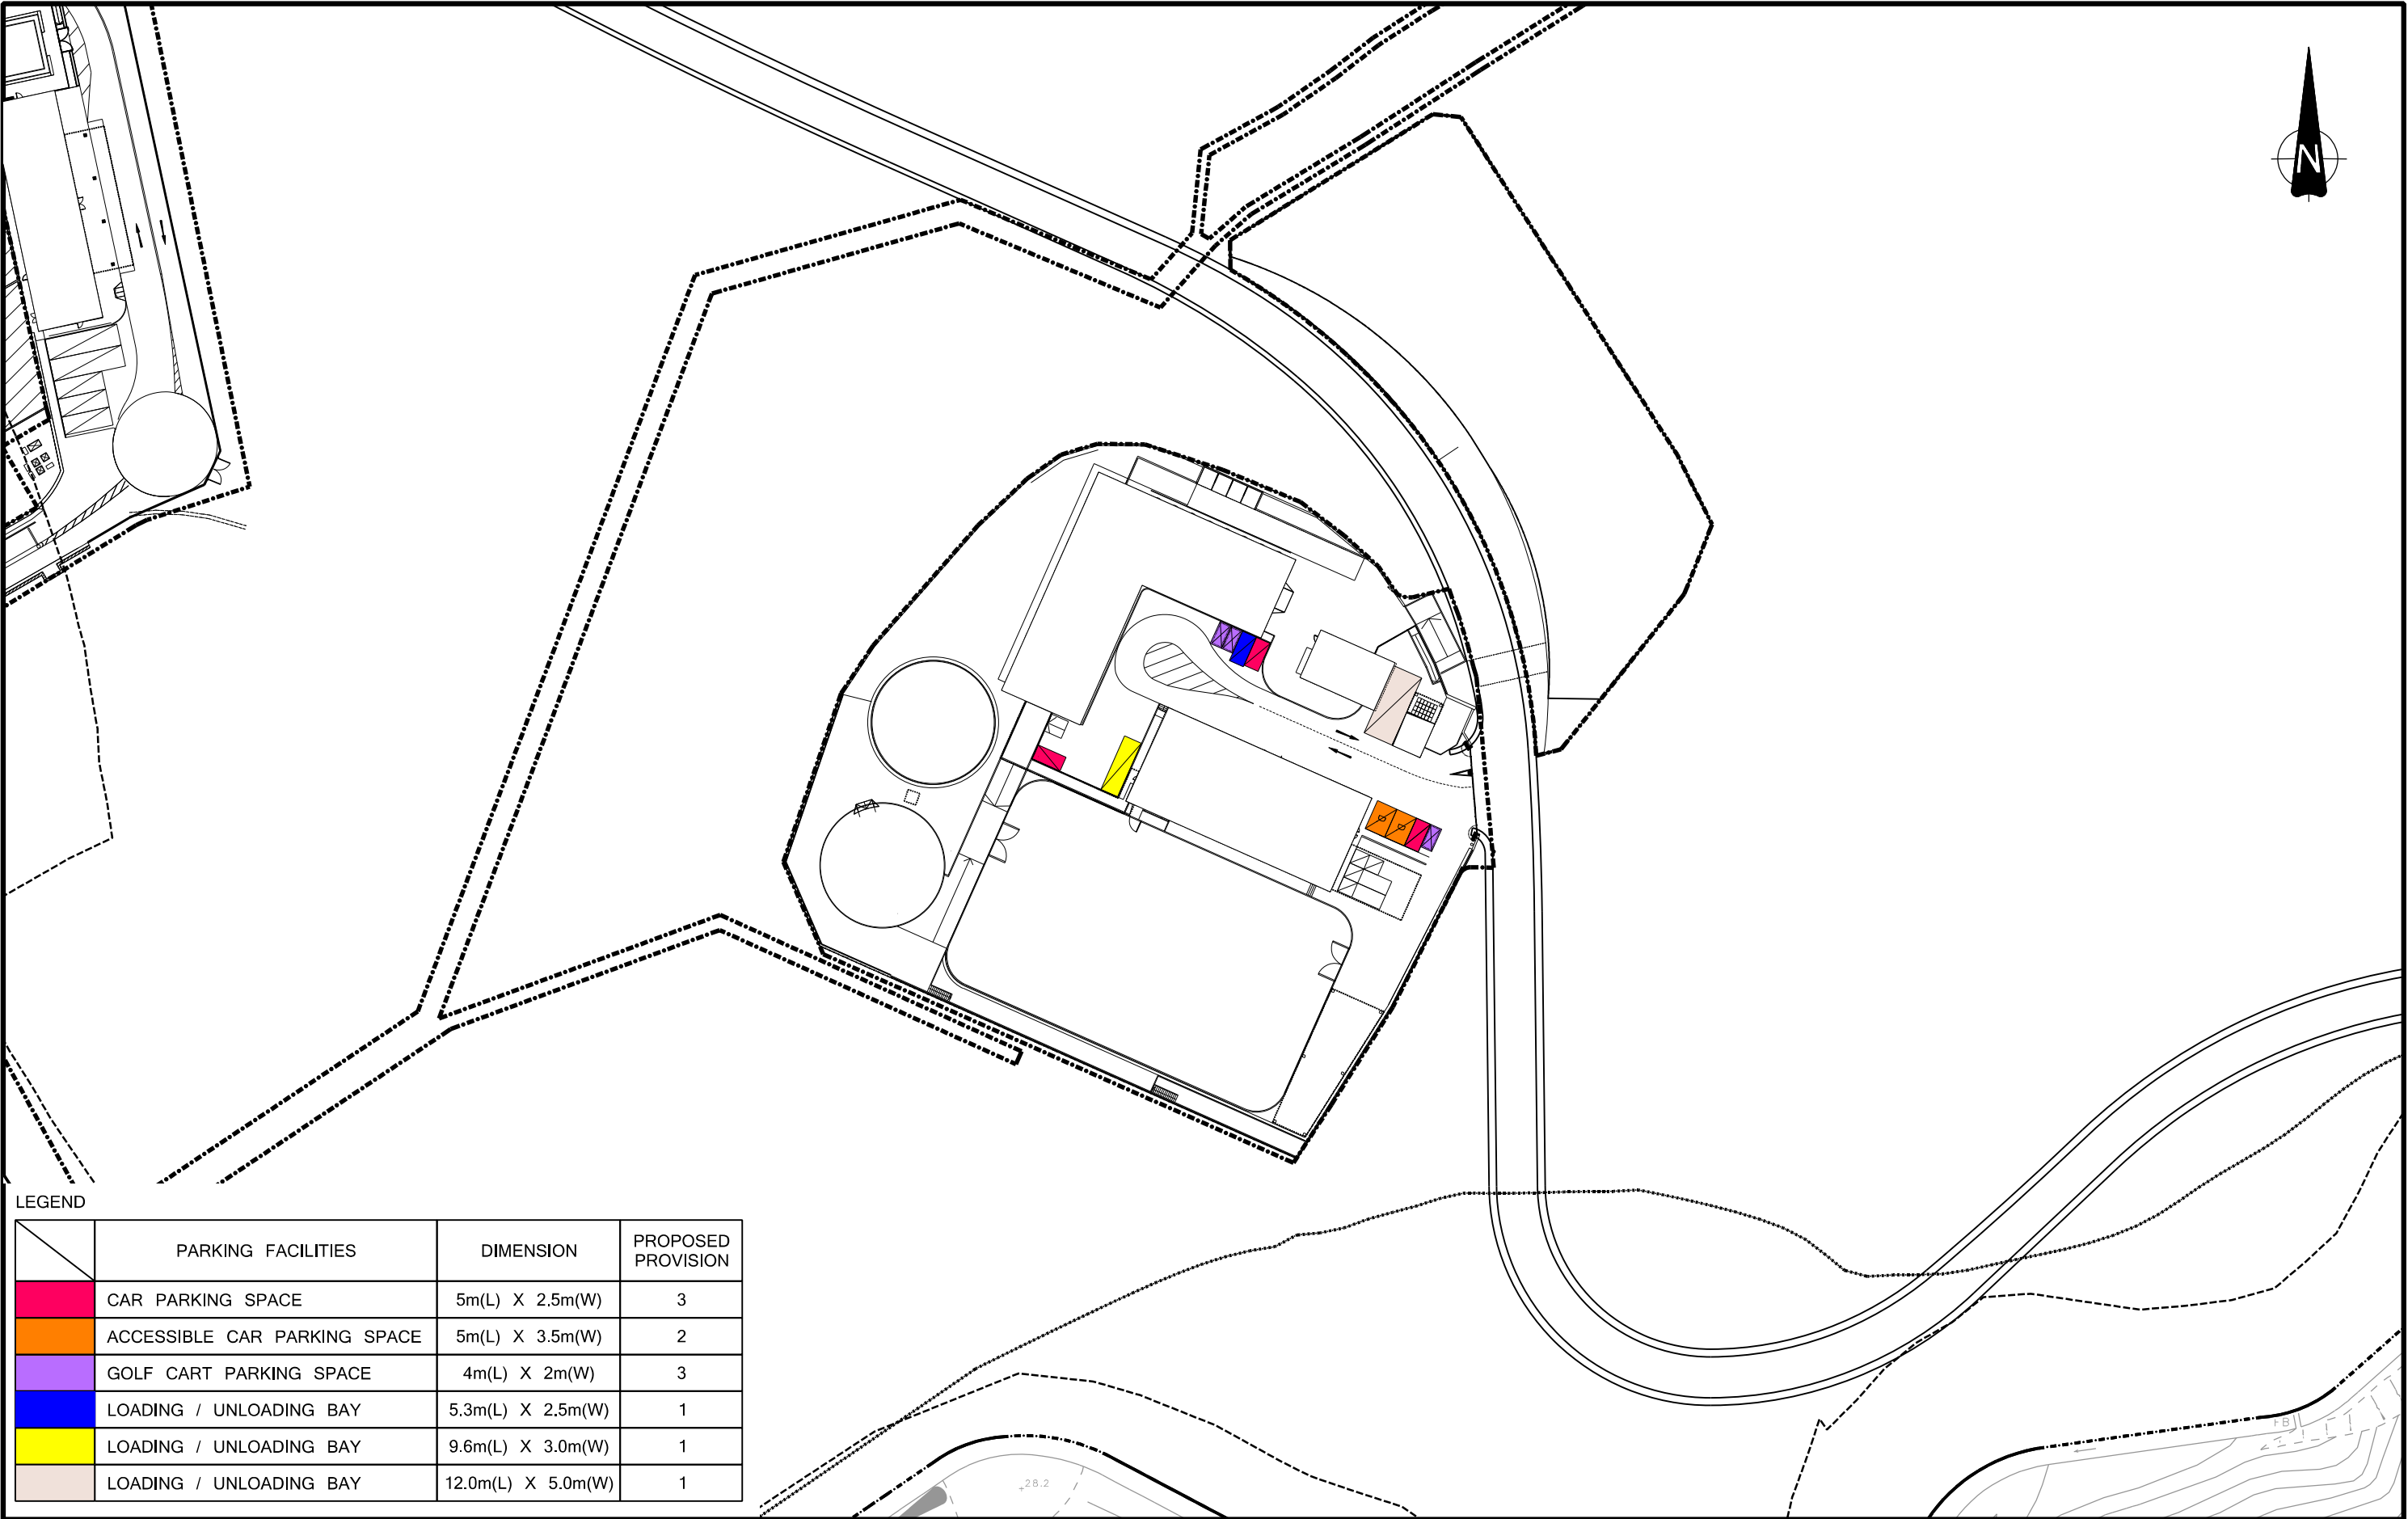 N
LEGEND
PARKING FACILITIES DIMENSION PROPOSED PROVISION
CAR PARKING SPACE 5m(L) X 2.5m(W) 3
ACCESSIBLE CAR PARKING SPACE 5m(L) X 3.5m(W) 2
GOLF CART PARKING SPACE 4m(L) X 2m(W) 3
LOADING / UNLOADING BAY 5.3m(L) X 2.5m(W) 1
LOADING / UNLOADING BAY 9.6m(L) X 3.0m(W) 1
LOADING / UNLOADING BAY 12.0m(L) X 5.0m(W) 1
FB
+28.2